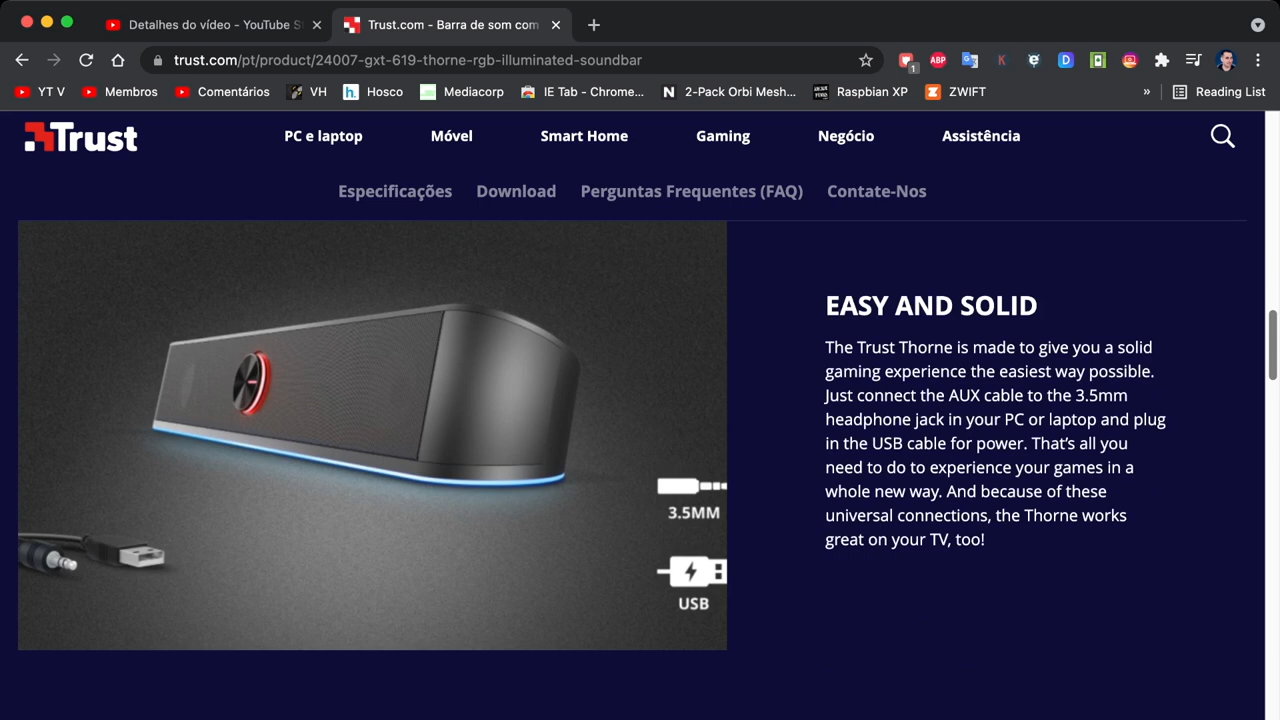 Detalhes do vídeo - YouTube S
Trust.com - Barra de som com
trust.com/pt/product/24007-gxt-619-thorne-rgb-illuminated-soundbar
1
ABP
K
D
YT V
Membros
Comentários
VH
Hosco
Mediacorp
IE Tab - Chrome...
2-Pack Orbi Mesh...
Raspbian XP
ZWIFT
»
Reading List
Trust
PC e laptop
Móvel
Smart Home
Gaming
Negócio
Assistência
Especificações
Download
Perguntas Frequentes (FAQ)
Contate-Nos
3.5MM
USB
EASY AND SOLID
The Trust Thorne is made to give you a solid
gaming experience the easiest way possible.
Just connect the AUX cable to the 3.5mm
headphone jack in your PC or laptop and plug
in the USB cable for power. That’s all you
need to do to experience your games in a
whole new way. And because of these
universal connections, the Thorne works
great on your TV, too!